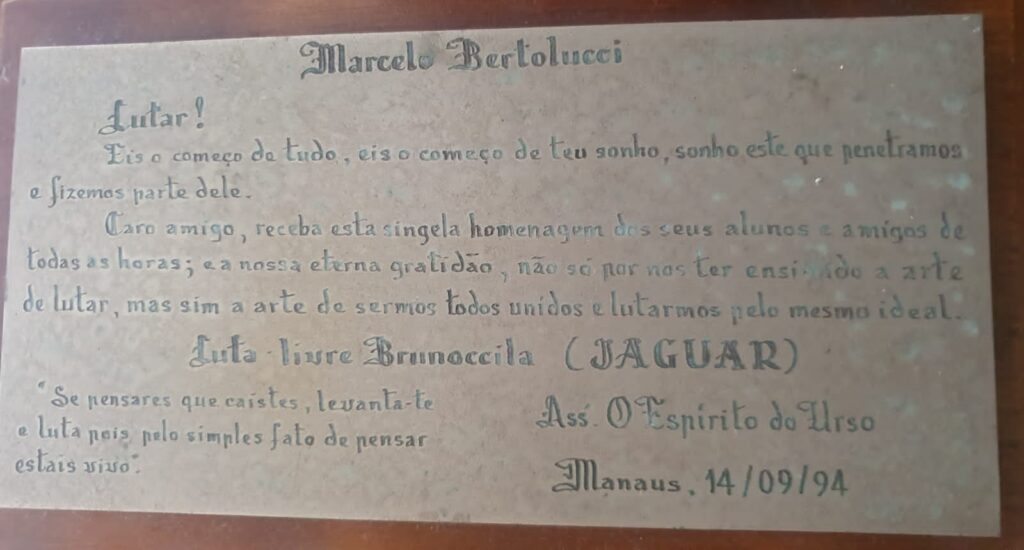 Marcelo Bertolucci
Lutar!
Eis o começo de tudo, eis o começo de teu sonho, sonho este que penetramos
e fizemos parte dele.
Caro amigo, receba esta singela homenagem dos seus alunos e amigos de
todas as horas; e a nossa eterna gratidão, não só por nos ter ensinado a arte
de lutar, mas sim a arte de sermos todos unidos e lutarmos pelo mesmo ideal.
Luta-livre Brunoccila (JAGUAR)
"Se pensares que caístes, levanta-te
e luta pois pelo simples fato de pensar
estais vivo".
Ass. O Espírito do Urso
Manaus, 14/09/94